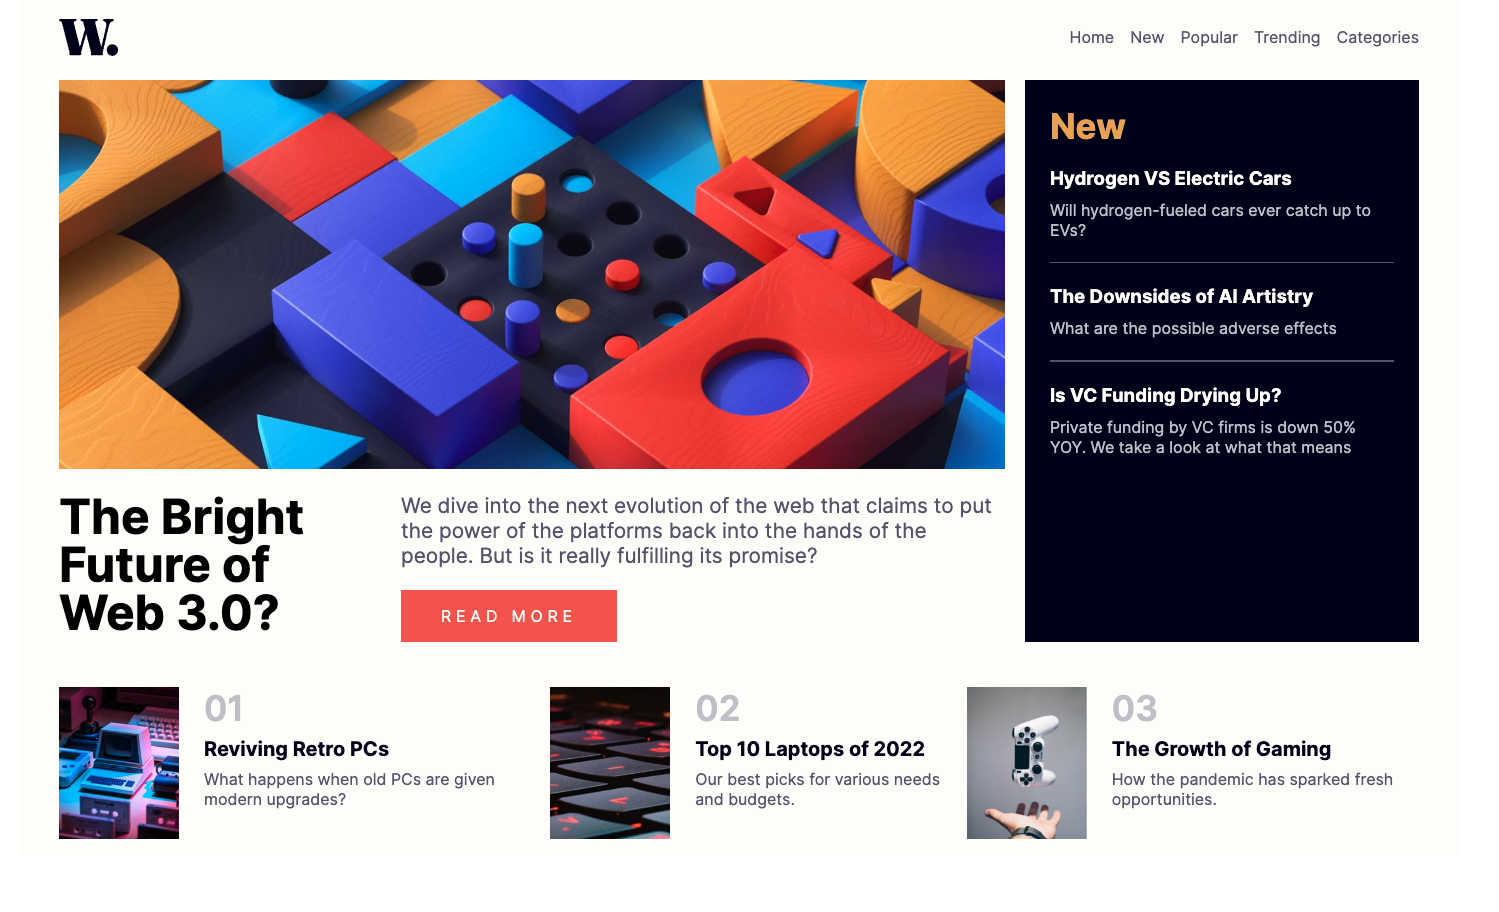 W.
Home New Popular Trending Categories
New
Hydrogen VS Electric Cars
Will hydrogen-fueled cars ever catch up to
EVs?
The Downsides of AI Artistry
What are the possible adverse effects
Is VC Funding Drying Up?
Private funding by VC firms is down 50%
YOY. We take a look at what that means
The Bright
Future of
Web 3.0?
We dive into the next evolution of the web that claims to put
the power of the platforms back into the hands of the
people. But is it really fulfilling its promise?
READ MORE
01
Reviving Retro PCs
What happens when old PCs are given
modern upgrades?
02
Top 10 Laptops of 2022
Our best picks for various needs
and budgets.
03
The Growth of Gaming
How the pandemic has sparked fresh
opportunities.